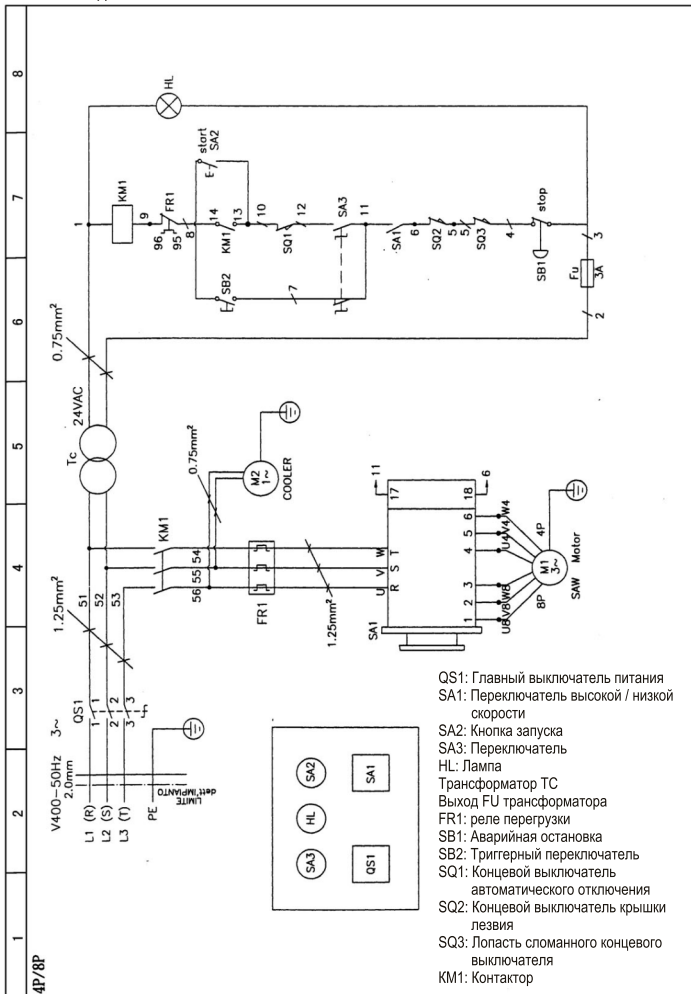 4P/8P
1
2
3
4
5
6
7
8
V400-50Hz 3~
2.0mm
L1 (R)
L2 (S)
L3 (T)
PE
LIMITE
dell'IMPIANTO
QS1
1 1
2 2
3 3
1.25mm²
51
52
53
Tc
24VAC
0.75mm²
KM1
56 55 54
FR1
1.25mm²
0.75mm²
M2
1~
COOLER
SA1
U V W
R S T
17
11
18
6
1 2 3 4 5 6
U8 V8 W8 U4 V4 W4
8P
4P
M1
3~
SAW Motor
HL
1
KM1
9
96
95
FR1
8
start
SA2
14
13
KM1
10
SQ1
12
SA3
11
SB2
7
SA1
6
SQ2
5
5
SQ3
4
stop
SB1
3
Fu
3A
2
SA3
HL
SA2
QS1
SA1
QS1: Главный выключатель питания
SA1: Переключатель высокой / низкой
скорости
SA2: Кнопка запуска
SA3: Переключатель
HL: Лампа
Трансформатор TC
Выход FU трансформатора
FR1: реле перегрузки
SB1: Аварийная остановка
SB2: Триггерный переключатель
SQ1: Концевой выключатель
автоматического отключения
SQ2: Концевой выключатель крышки
лезвия
SQ3: Лопасть сломанного концевого
выключателя
KM1: Контактор